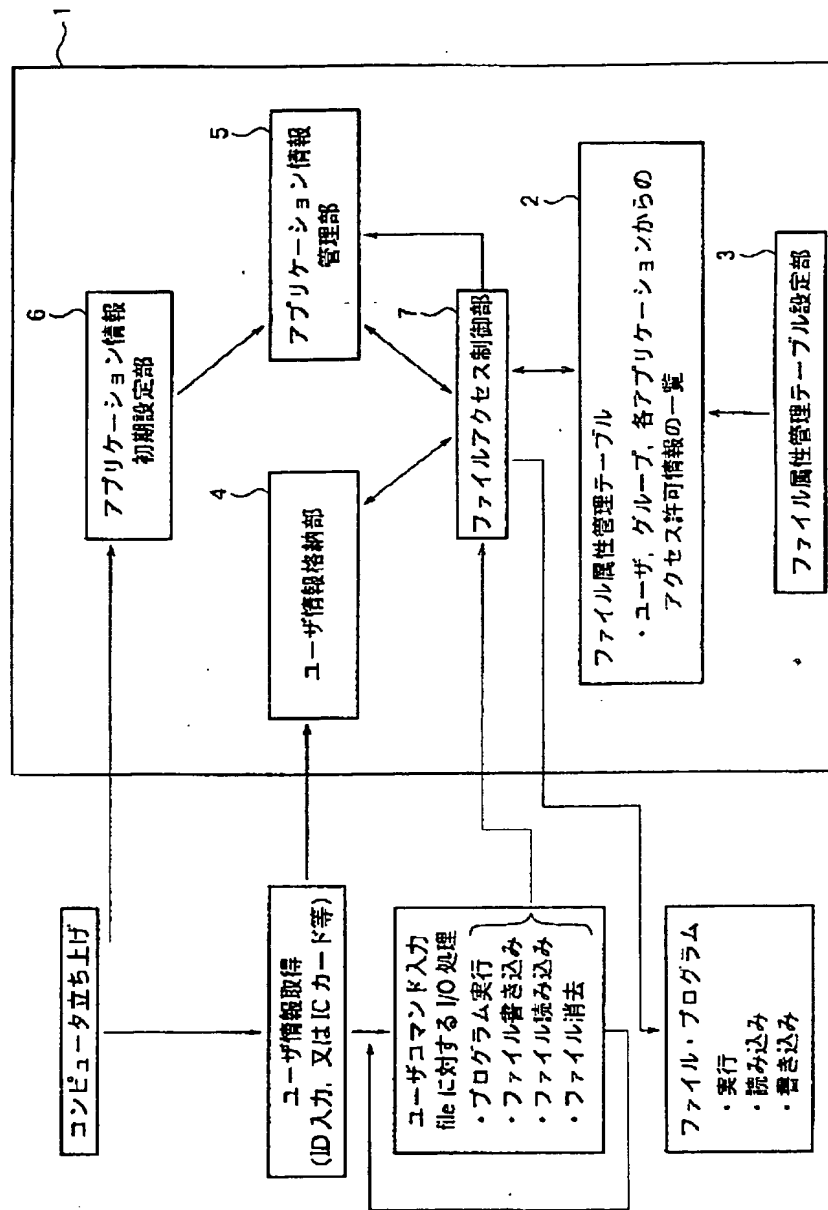 1
コンピュータ立ち上げ
6
アプリケーション情報
初期設定部
ユーザ情報取得
(ID入力, 又はICカード等)
4
ユーザ情報格納部
5
アプリケーション情報
管理部
ユーザコマンド入力
fileに対するI/O処理
・プログラム実行
・ファイル書き込み
・ファイル読み込み
・ファイル消去
7
ファイルアクセス制御部
ファイル・プログラム
・実行
・読み込み
・書き込み
2
ファイル属性管理テーブル
・ユーザ, グループ, 各アプリケーションからの
アクセス許可情報の一覧
3
ファイル属性管理テーブル設定部